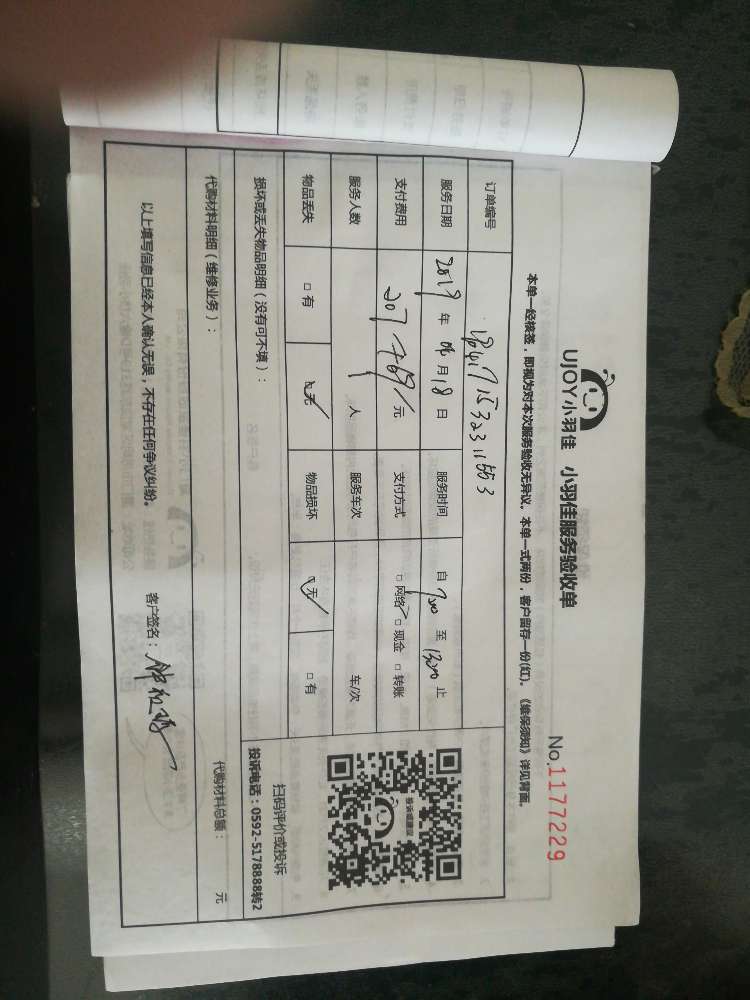 UJOY小羽佳 小羽佳服务验收单
No.1177229
本单一经核签，即视为对本次服务验收无异议。本单一式两份，客户留存一份(红)。《维保须知》详见背面。
订单编号
服务日期 2019 年 06 月 18 日 服务时间 自 至 止
支付费用 元 支付方式 □ 网络 □ 现金 □ 转账
服务人数 1 人 服务车次 车/次
物品丢失 □ 有 □ 无 物品损坏 □ 无 □ 有
损坏或丢失物品明细（没有可不填）：
扫码评价或投诉
投诉电话：0592-5178888转2
投诉或建议
代购材料明细（维修业务）： 代购材料总额： 元
以上填写信息已经本人确认无误，不存在任何争议纠纷。 客户签名：